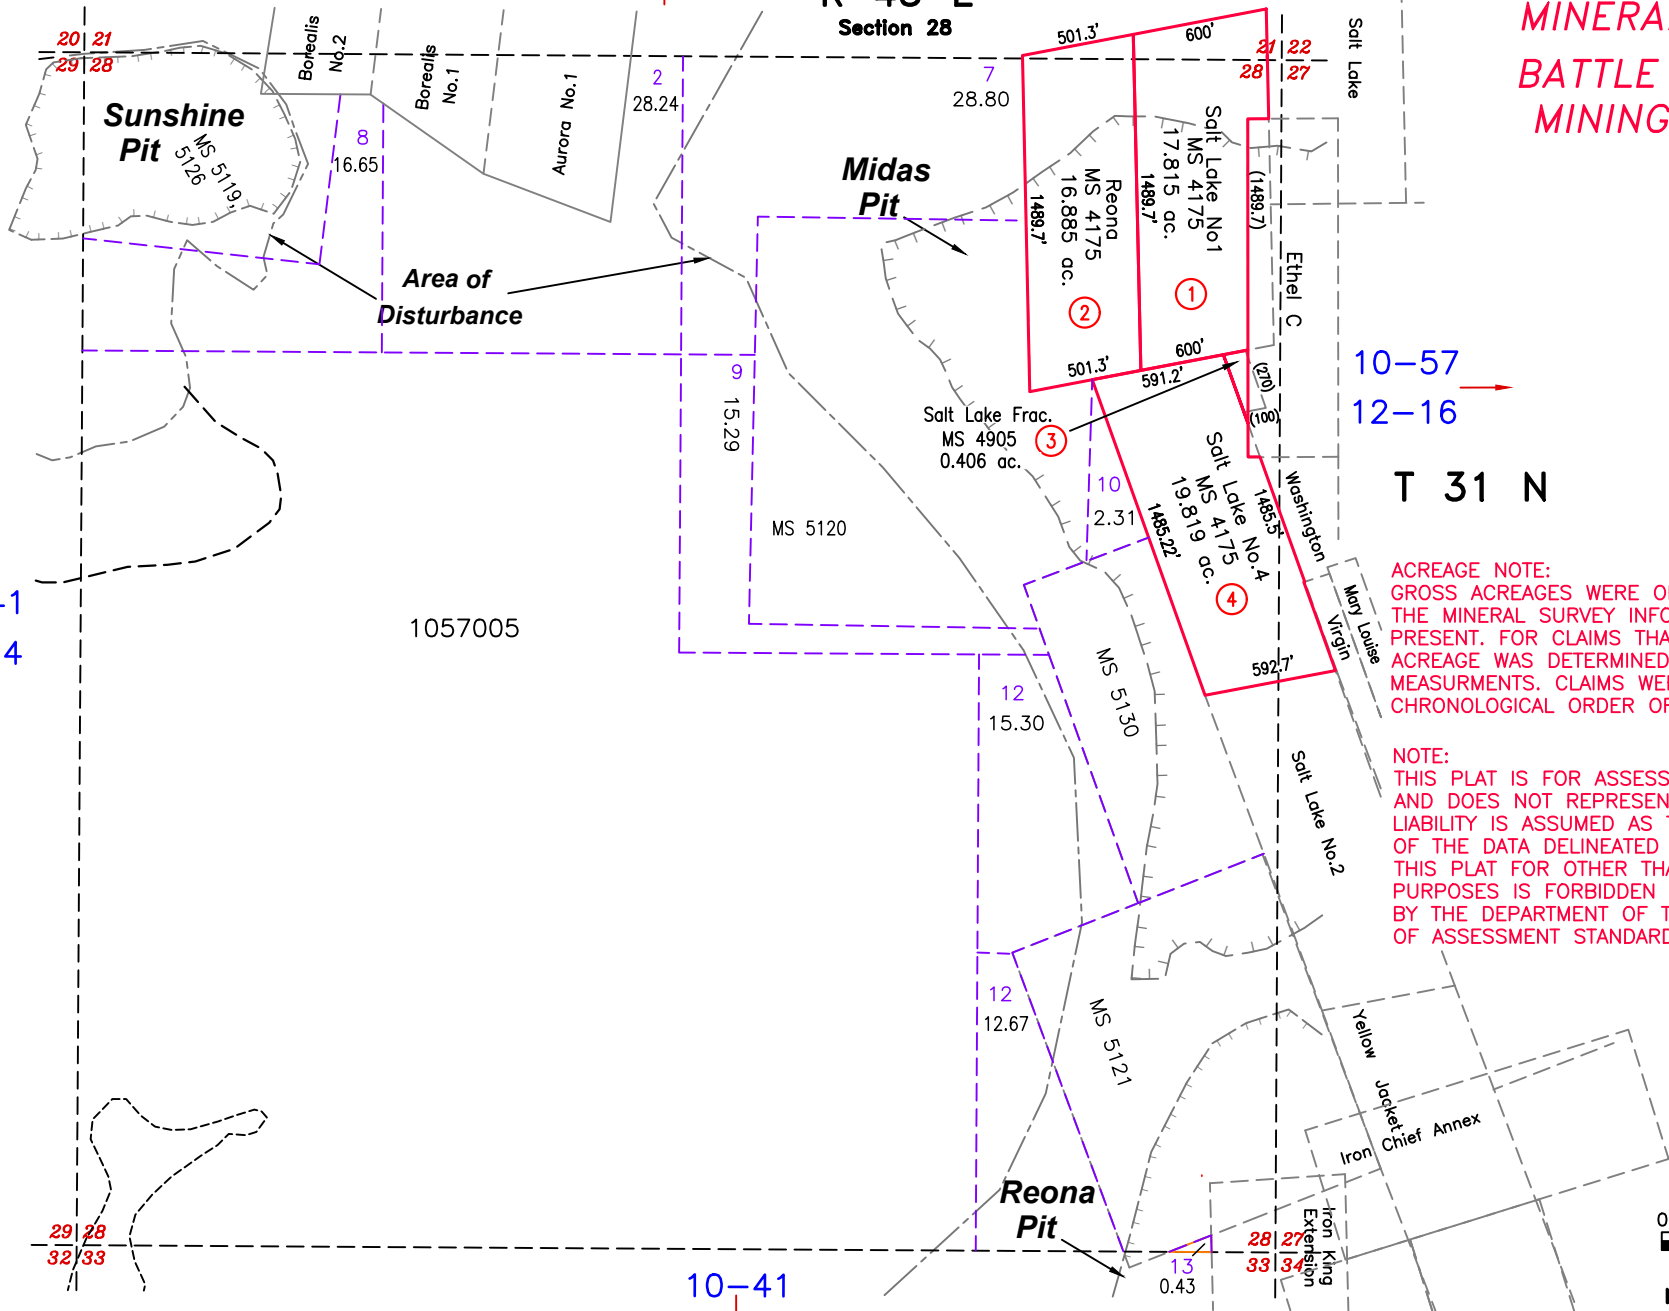 Section 28
MINERA
BATTLE
MINING
20 21
29 28
21 22
28 27
Sunshine
Pit
MS 5119,
5126
Borealis
No.2
Borealis
No.1
Aurora No.1
8
16.65
2
28.24
7
28.80
Midas
Pit
Area of
Disturbance
501.3'
600'
Salt Lake
Salt Lake No1
MS 4175
17.815 ac.
1
Reona
MS 4175
16.885 ac.
2
1489.7'
1489.7'
(1489.7)
Ethel C
501.3'
600'
591.2'
(270)
(100)
Salt Lake Frac.
MS 4905
0.406 ac.
3
10-57
12-16
T 31 N
9
15.29
MS 5120
10
2.31
Salt Lake No.4
MS 4175
19.819 ac.
4
1485.22'
1485.5'
592.7'
Washington
Virgin
Mary Louise
-1
4
1057005
ACREAGE NOTE:
GROSS ACREAGES WERE
THE MINERAL SURVEY
PRESENT. FOR CLAIMS
ACREAGE WAS DETERMINED
MEASURMENTS. CLAIMS
CHRONOLOGICAL ORDER
NOTE:
THIS PLAT IS FOR
AND DOES NOT
LIABILITY IS ASSUMED AS
OF THE DATA DELINEATED
THIS PLAT FOR OTHER
PURPOSES IS FORBIDDEN
BY THE DEPARTMENT OF
OF ASSESSMENT
12
15.30
MS 5130
Salt Lake No.2
12
12.67
MS 5121
Yellow Jacket
Iron Chief Annex
Reona
Pit
Iron King
Extension
13
0.43
29 28
32 33
28 27
33 34
10-41
0